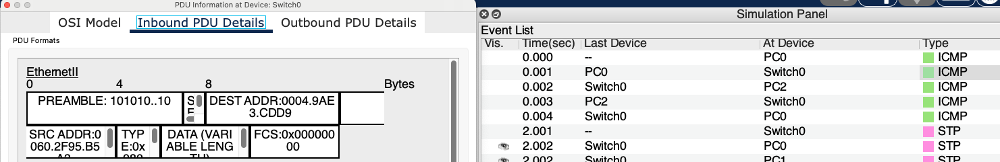 PDU Information at Device: Switch0
OSI Model Inbound PDU Details Outbound PDU Details
PDU Formats
EthernetII
0 4 8 Bytes
PREAMBLE: 101010..10
DEST ADDR:0004.9AE
3.CDD9
SRC ADDR:0
060.2F95.B5
TYP
E:0x
DATA (VARI
ABLE LENG
FCS:0x000000
00
Simulation Panel
Event List
Vis. Time(sec) Last Device At Device Type
0.000 -- PC0 ICMP
0.001 PC0 Switch0 ICMP
0.002 Switch0 PC2 ICMP
0.003 PC2 Switch0 ICMP
0.004 Switch0 PC0 ICMP
2.001 -- Switch0 STP
2.002 Switch0 PC0 STP
2.002 Switch0 PC1 STP